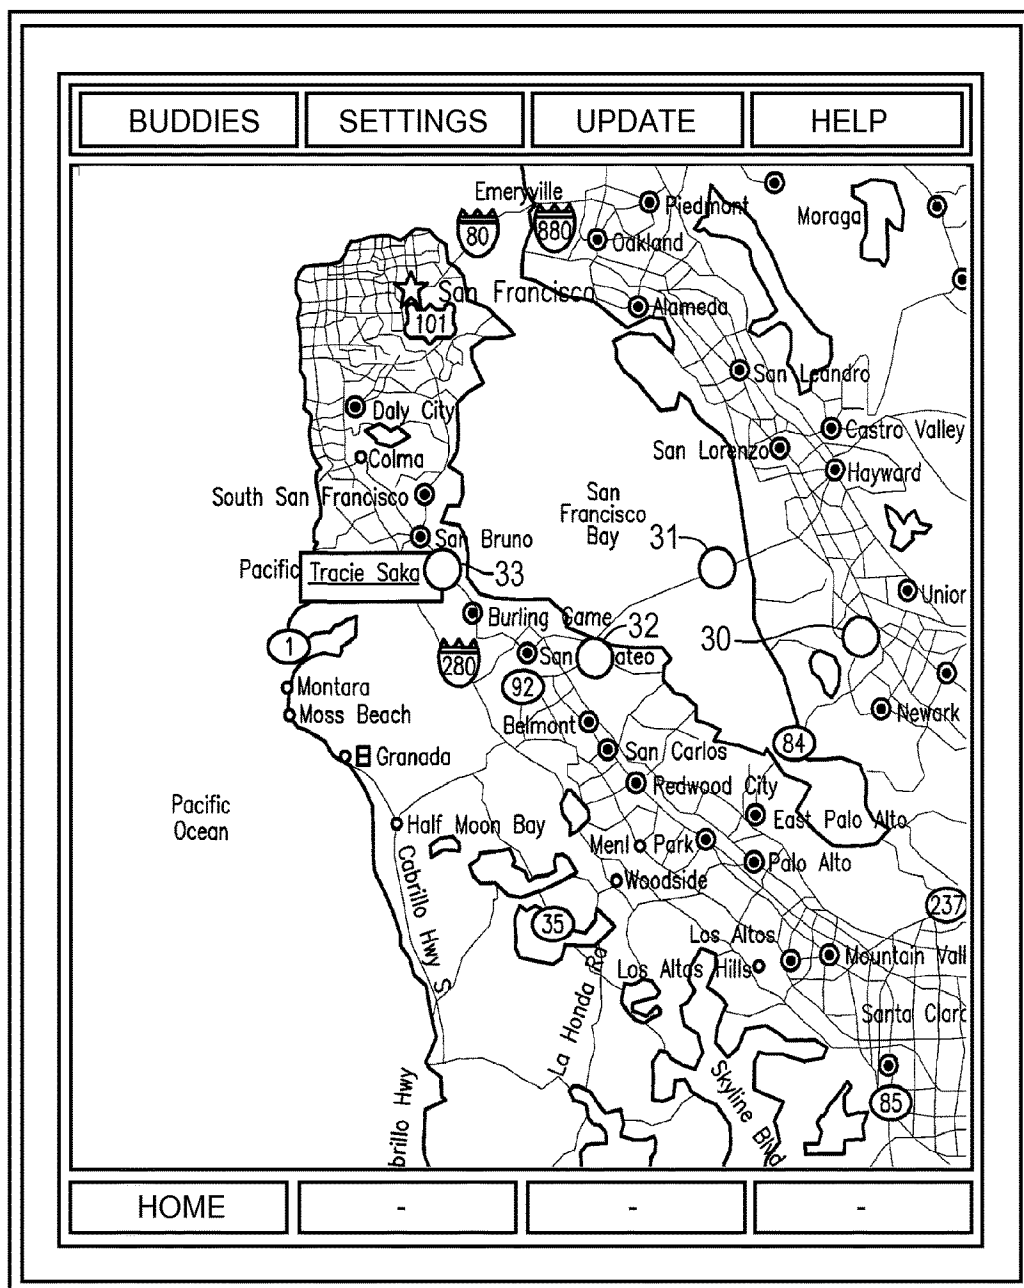 BUDDIES
SETTINGS
UPDATE
HELP
Emeryville
Piedmont
Moraga
80
880
Oakland
San Francisco
Alameda
101
San Leandro
Daly City
Castro Valley
San Lorenzo
Colma
Hayward
South San Francisco
San
Francisco
Bay
San Bruno
31
Pacific
Tracie Saka
33
Union
Burling Game
32
30
1
280
San ateo
92
Montara
Moss Beach
Belmont
Newark
84
San Carlos
El Granada
Redwood City
Pacific
Ocean
Half Moon Bay
East Palo Alto
Menl Park
Palo Alto
Woodside
Cabrillo Hwy S
35
237
Los Altos
Los Altos Hills
Mountain Vall
La Honda Rd
Santa Clara
Skyline Blvd
85
brillo Hwy
HOME
-
-
-